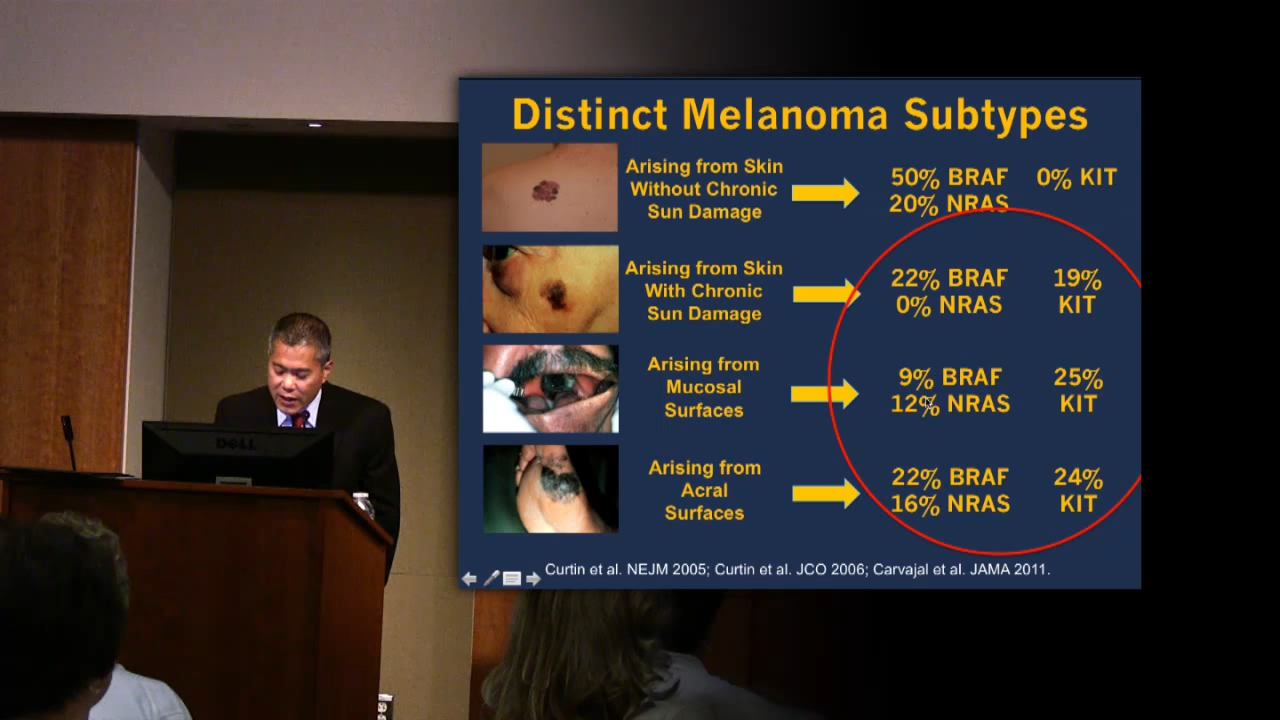 Distinct Melanoma Subtypes
Arising from Skin
Without Chronic
Sun Damage
50% BRAF 0% KIT
20% NRAS
Arising from Skin
With Chronic
Sun Damage
22% BRAF 19%
0% NRAS KIT
Arising from
Mucosal
Surfaces
9% BRAF 25%
12% NRAS KIT
Arising from
Acral
Surfaces
22% BRAF 24%
16% NRAS KIT
Curtin et al. NEJM 2005; Curtin et al. JCO 2006; Carvajal et al. JAMA 2011.
DELL